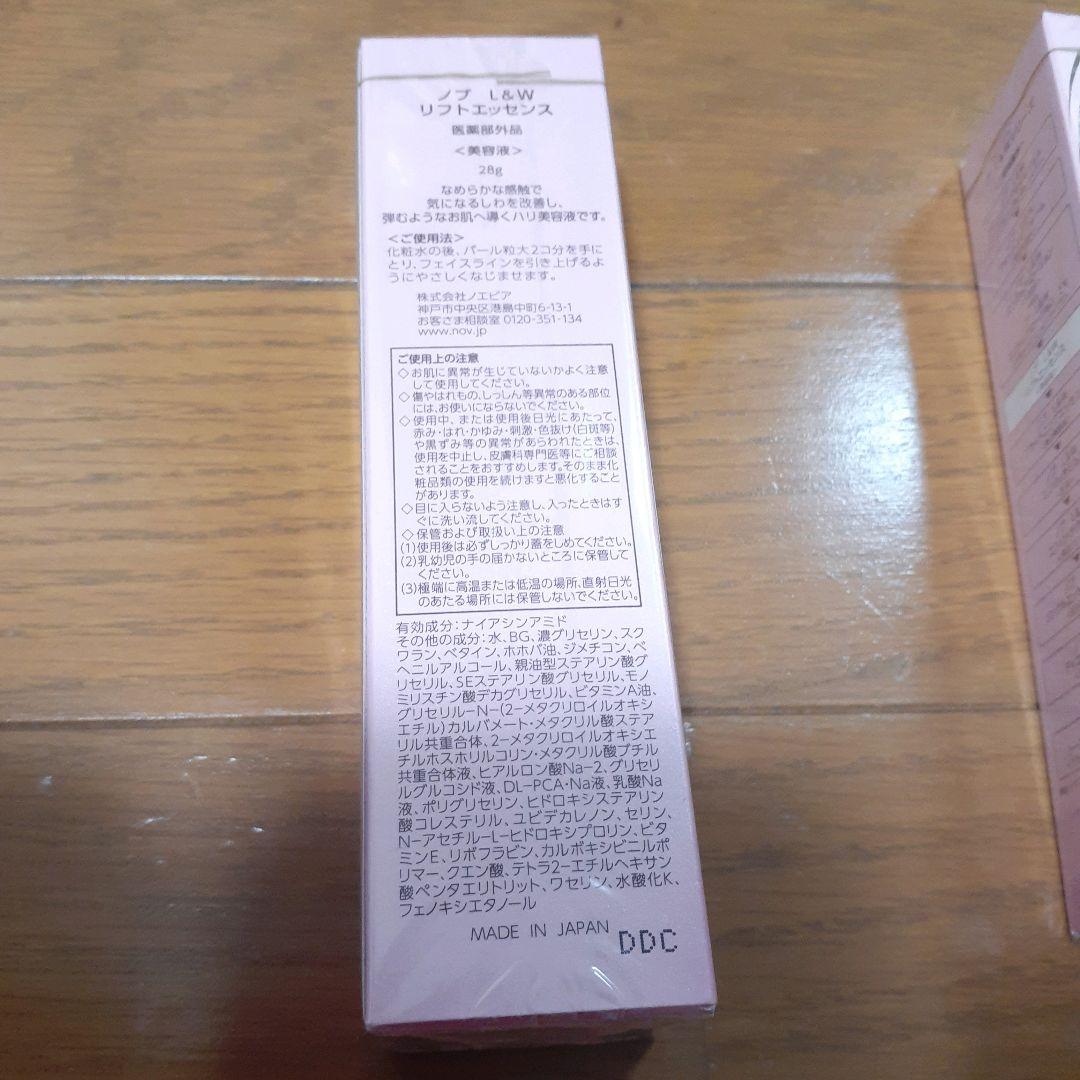 ノブ L&W
リフトエッセンス
医薬部外品
＜美容液＞
28g
なめらかな感触で
気になるしわを改善し、
弾むようなお肌へ導くハリ美容液です。
＜ご使用法＞
化粧水の後、パール粒大2コ分を手に
とり、フェイスラインを引き上げるよ
うにやさしくなじませます。
株式会社ノエビア
神戸市中央区港島中町6-13-1
お客さま相談室 0120-351-134
www.nov.jp
ご使用上の注意
◇お肌に異常が生じていないかよく注意
して使用してください。
◇傷やはれもの、しっしん等異常のある部位
には、お使いにならないでください。
◇使用中、または使用後日光にあたって、
赤み・はれ・かゆみ・刺激・色抜け(白斑等)
や黒ずみ等の異常があらわれたときは、
使用を中止し、皮膚科専門医等にご相談
されることをおすすめします。そのまま化
粧品類の使用を続けますと悪化すること
があります。
◇目に入らないよう注意し、入ったときはす
ぐに洗い流してください。
◇保管および取扱い上の注意
(1)使用後は必ずしっかり蓋をしめてください。
(2)乳幼児の手の届かないところに保管して
ください。
(3)極端に高温または低温の場所、直射日光
のあたる場所には保管しないでください。
有効成分：ナイアシンアミド
その他の成分：水、BG、濃グリセリン、スク
ワラン、ベタイン、ホホバ油、ジメチコン、ベ
ヘニルアルコール、親油型ステアリン酸グ
リセリル、SEステアリン酸グリセリル、モノ
ミリスチン酸デカグリセリル、ビタミンA油、
グリセリル－N－(2－メタクリロイルオキシ
エチル)カルバメート・メタクリル酸ステア
リル共重合体、2－メタクリロイルオキシエ
チルホスホリルコリン・メタクリル酸ブチル
共重合体液、ヒアルロン酸Na－2、グリセリ
ルグルコシド液、DL－PCA・Na液、乳酸Na
液、ポリグリセリン、ヒドロキシステアリン
酸コレステリル、ユビデカレノン、セリン、
N－アセチル－L－ヒドロキシプロリン、ビタ
ミンE、リボフラビン、カルボキシビニルポ
リマー、クエン酸、テトラ2－エチルヘキサン
酸ペンタエリトリット、ワセリン、水酸化K、
フェノキシエタノール
MADE IN JAPAN
DDC